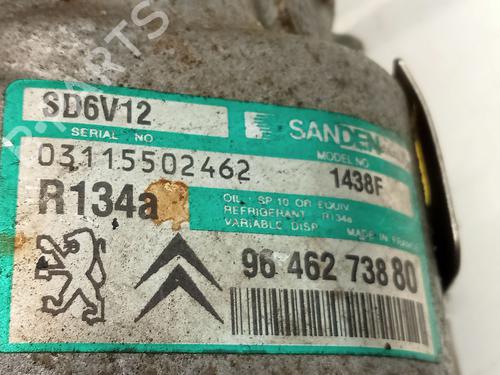 SD6V12
SANDEN
SERIAL NO
MODEL NO
03115502462
1438F
R134a
OIL : SP 10 OR EQUIV
REFRIGERANT : R134a
VARIABLE DISP.
MADE IN FRANCE
96 462 738 80
PARTS